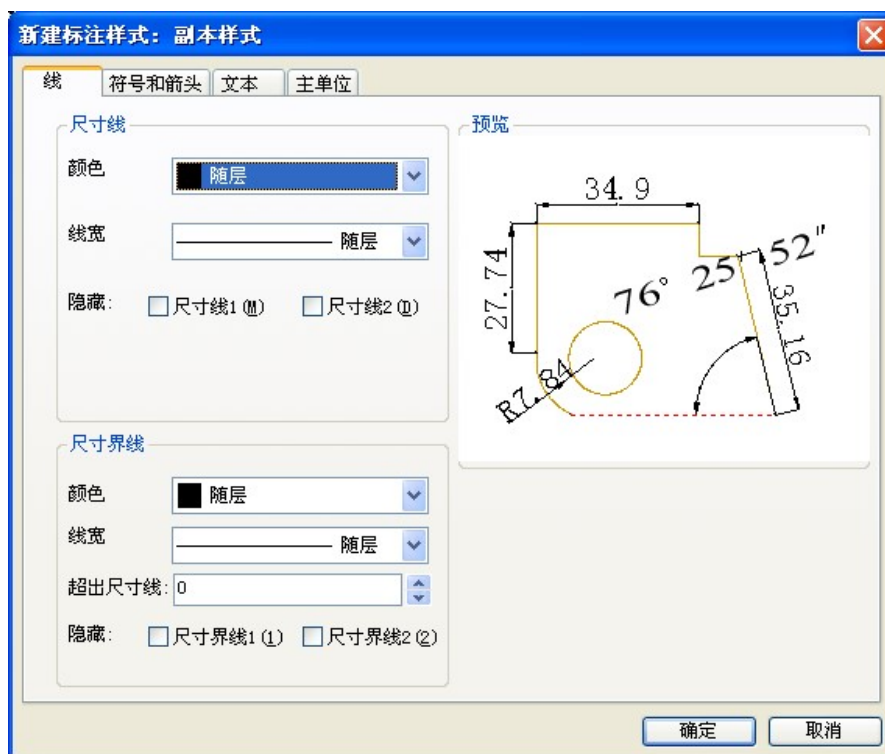 新建标注样式：副本样式
线 符号和箭头 文本 主单位
尺寸线
颜色 随层
线宽 随层
隐藏: 尺寸线1(M) 尺寸线2(D)
尺寸界线
颜色 随层
线宽 随层
超出尺寸线: 0
隐藏: 尺寸界线1(1) 尺寸界线2(2)
预览
34.9
27.74
76° 25' 52"
35.16
R7.84
确定 取消